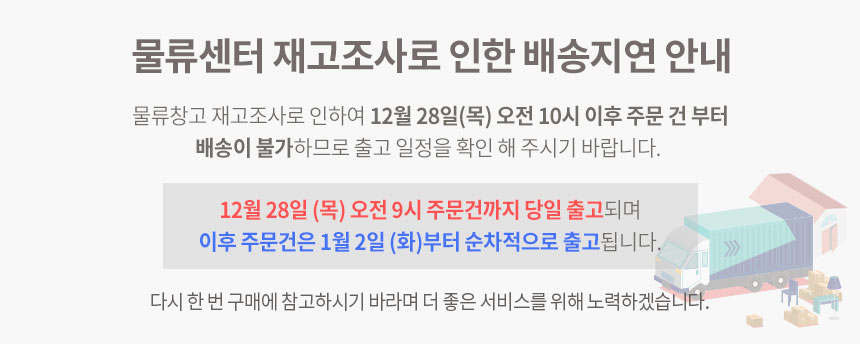 물류센터 재고조사로 인한 배송지연 안내
물류창고 재고조사로 인하여 12월 28일(목) 오전 10시 이후 주문 건 부터
배송이 불가하므로 출고 일정을 확인 해 주시기 바랍니다.
12월 28일 (목) 오전 9시 주문건까지 당일 출고되며
이후 주문건은 1월 2일 (화)부터 순차적으로 출고됩니다.
다시 한 번 구매에 참고하시기 바라며 더 좋은 서비스를 위해 노력하겠습니다.